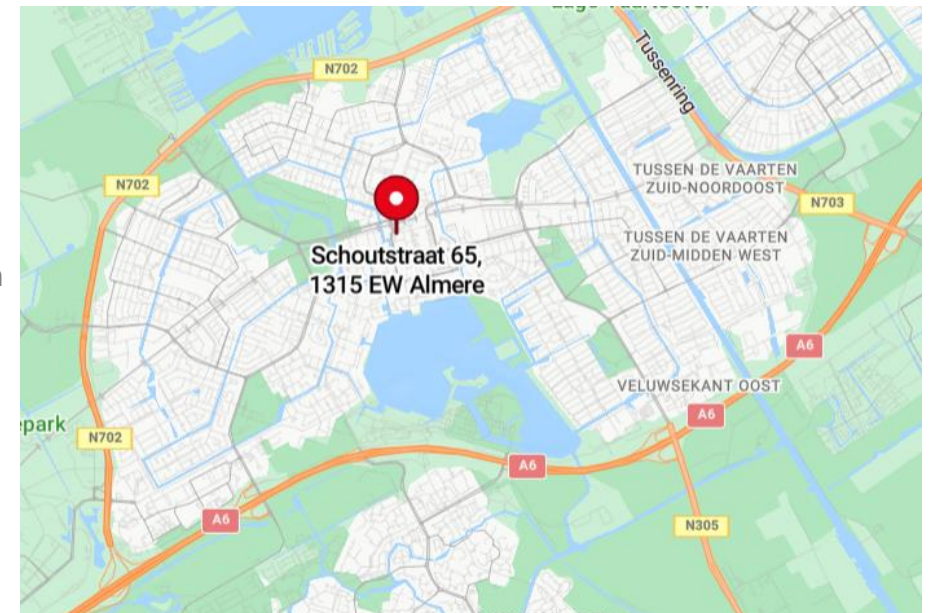 N702
Tussenring
N702
TUSSEN DE VAARTEN
ZUID-NOORDOOST
N703
TUSSEN DE VAARTEN
ZUID-MIDDEN WEST
Schoutstraat 65,
1315 EW Almere
A6
VELUWSEKANT OOST
A6
epark
N702
A6
A6
N305